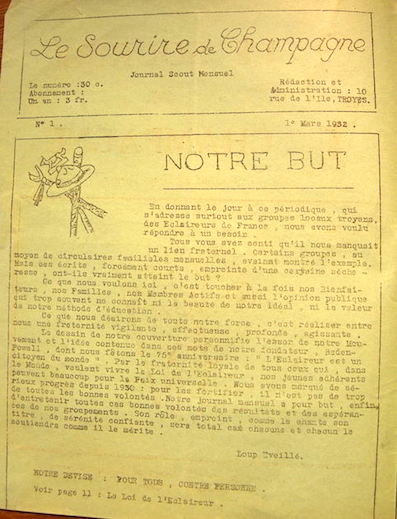 Le Sourire de Champagne
Journal Scout Mensuel
Le numéro :30 c.
Abonnement :
Un an : 3 fr.
Rédaction et
Administration : 10
rue de l'Ile, TROYES.
N° 1 .
1° Mars 1932 .
NOTRE BUT
En donnant le jour à ce périodique , qui
s'adresse surtout aux groupes locaux troyens,
des Eclaireurs de France , nous avons voulu
répondre à un besoin .
Tous vous avez senti qu'il nous manquait
un lien fraternel . Certains groupes , au
moyen de circulaires familiales mensuelles , avaient montré l'exemple.
Mais ces écrits , forcément courts , empreints d'une certaine séche-
resse , ont-ils vraiment atteint le but ?
Ce que nous voulons ici , c'est toucher à la fois nos Bienfai-
teurs , nos Familles , nos Membres Actifs et aussi l'opinion publique
qui trop souvent ne connaît ni la beauté de notre idéal , ni la valeur
de notre méthode d'éducation .
Ce que nous désirons de toute notre force , c'est réaliser entre
nous une fraternité vigilante , affectueuse , profonde , agissante .
Le dessin de notre couverture personnifie l'essor de notre Mou-
vement et l'idée contenue dans ces mots de notre fondateur , Baden-
Powell , dont nous fêtons le 75° anniversaire : " L'Eclaireur est un
citoyen du monde " . Par la fraternité loyale de tous ceux qui , dans
le Monde , veulent vivre la Loi de l'Eclaireur , nos jeunes adhérents
peuvent beaucoup pour la Paix universelle . Nous avons marqué de sé-
rieux progrès depuis 1930 : pour les fortifier , il n'est pas de trop
de toutes les bonnes volontés . Notre journal mensuel a pour but , enfin,
d'entretenir toutes ces bonnes volontés des résultats et des espéran-
ces de nos groupements . Son rôle , empreint , comme le chante son
titre , de sérénité confiante , sera total car chacune et chacun le
soutiendra comme il le mérite .
Loup Eveillé.
NOTRE DEVISE : POUR TOUS , CONTRE PERSONNE .
Voir page 11 : La Loi de l'Eclaireur .